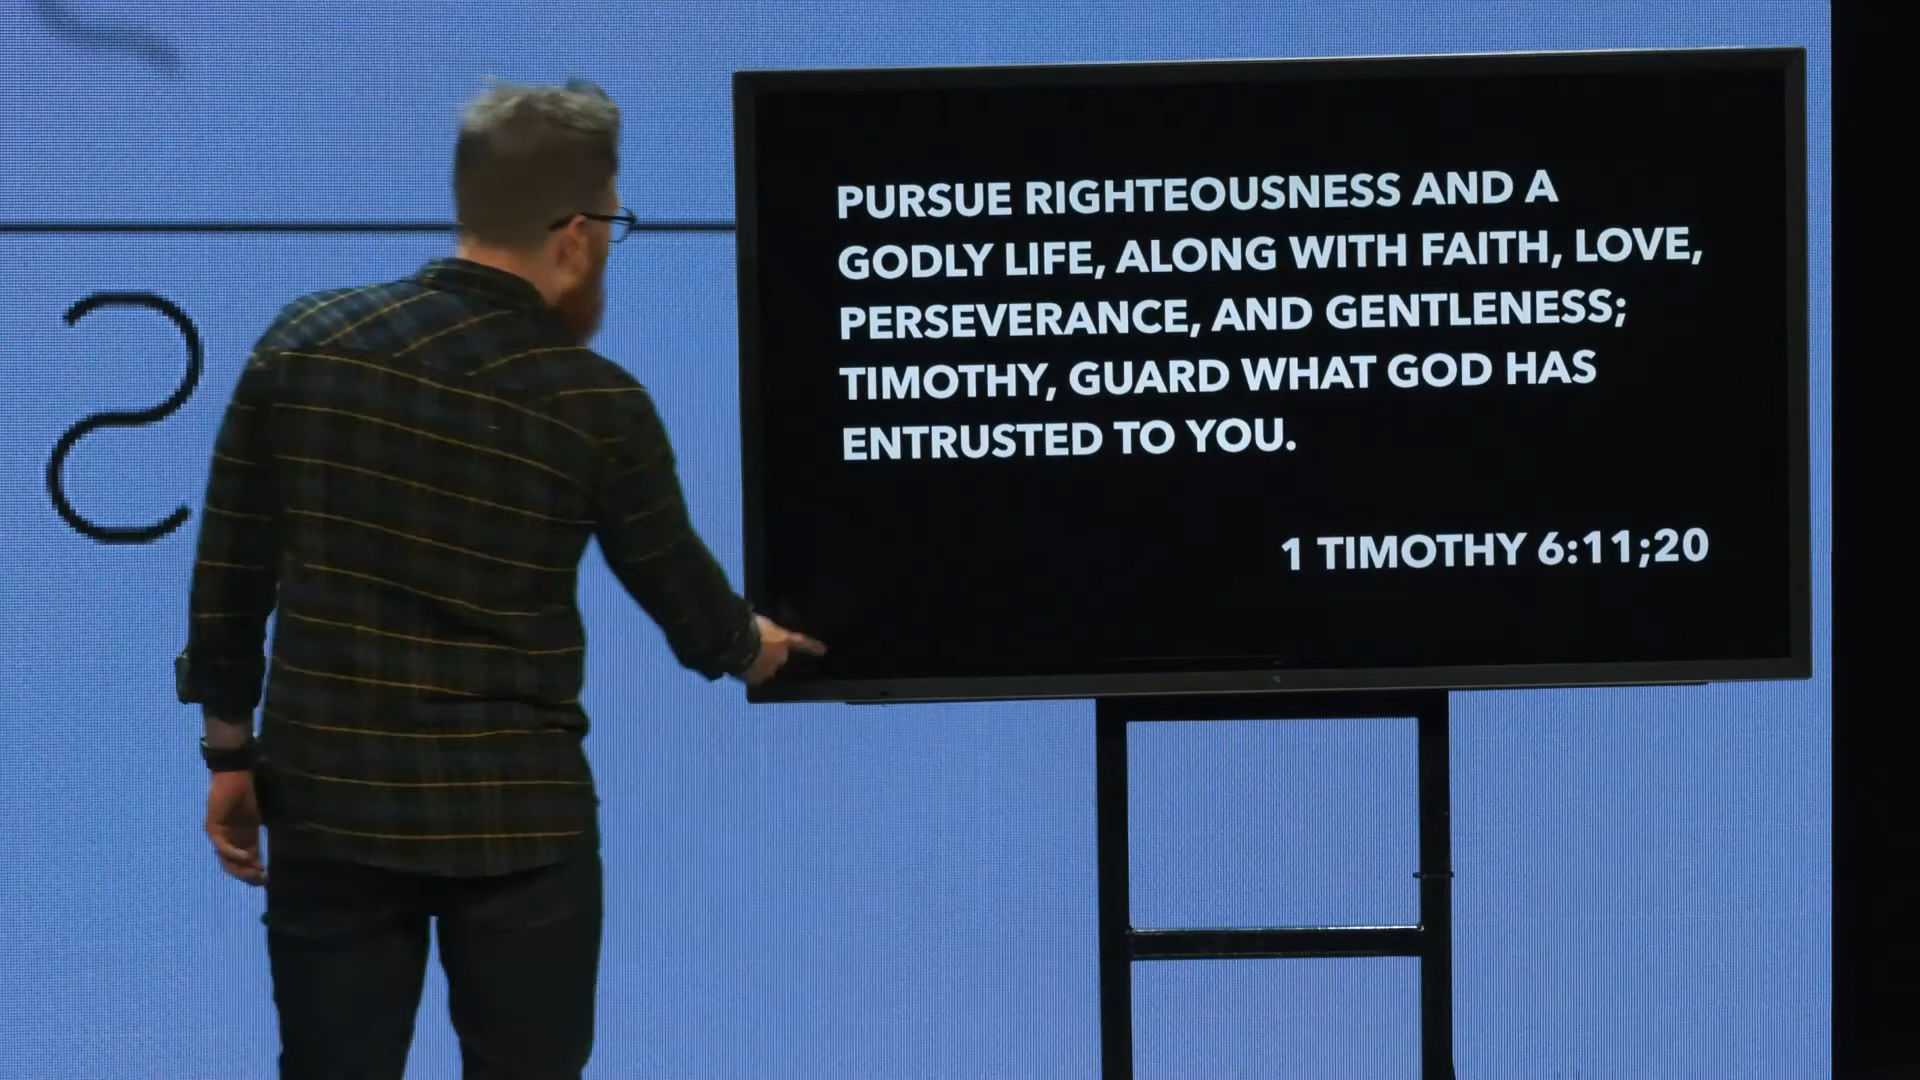 S
PURSUE RIGHTEOUSNESS AND A
GODLY LIFE, ALONG WITH FAITH, LOVE,
PERSEVERANCE, AND GENTLENESS;
TIMOTHY, GUARD WHAT GOD HAS
ENTRUSTED TO YOU.
1 TIMOTHY 6:11;20